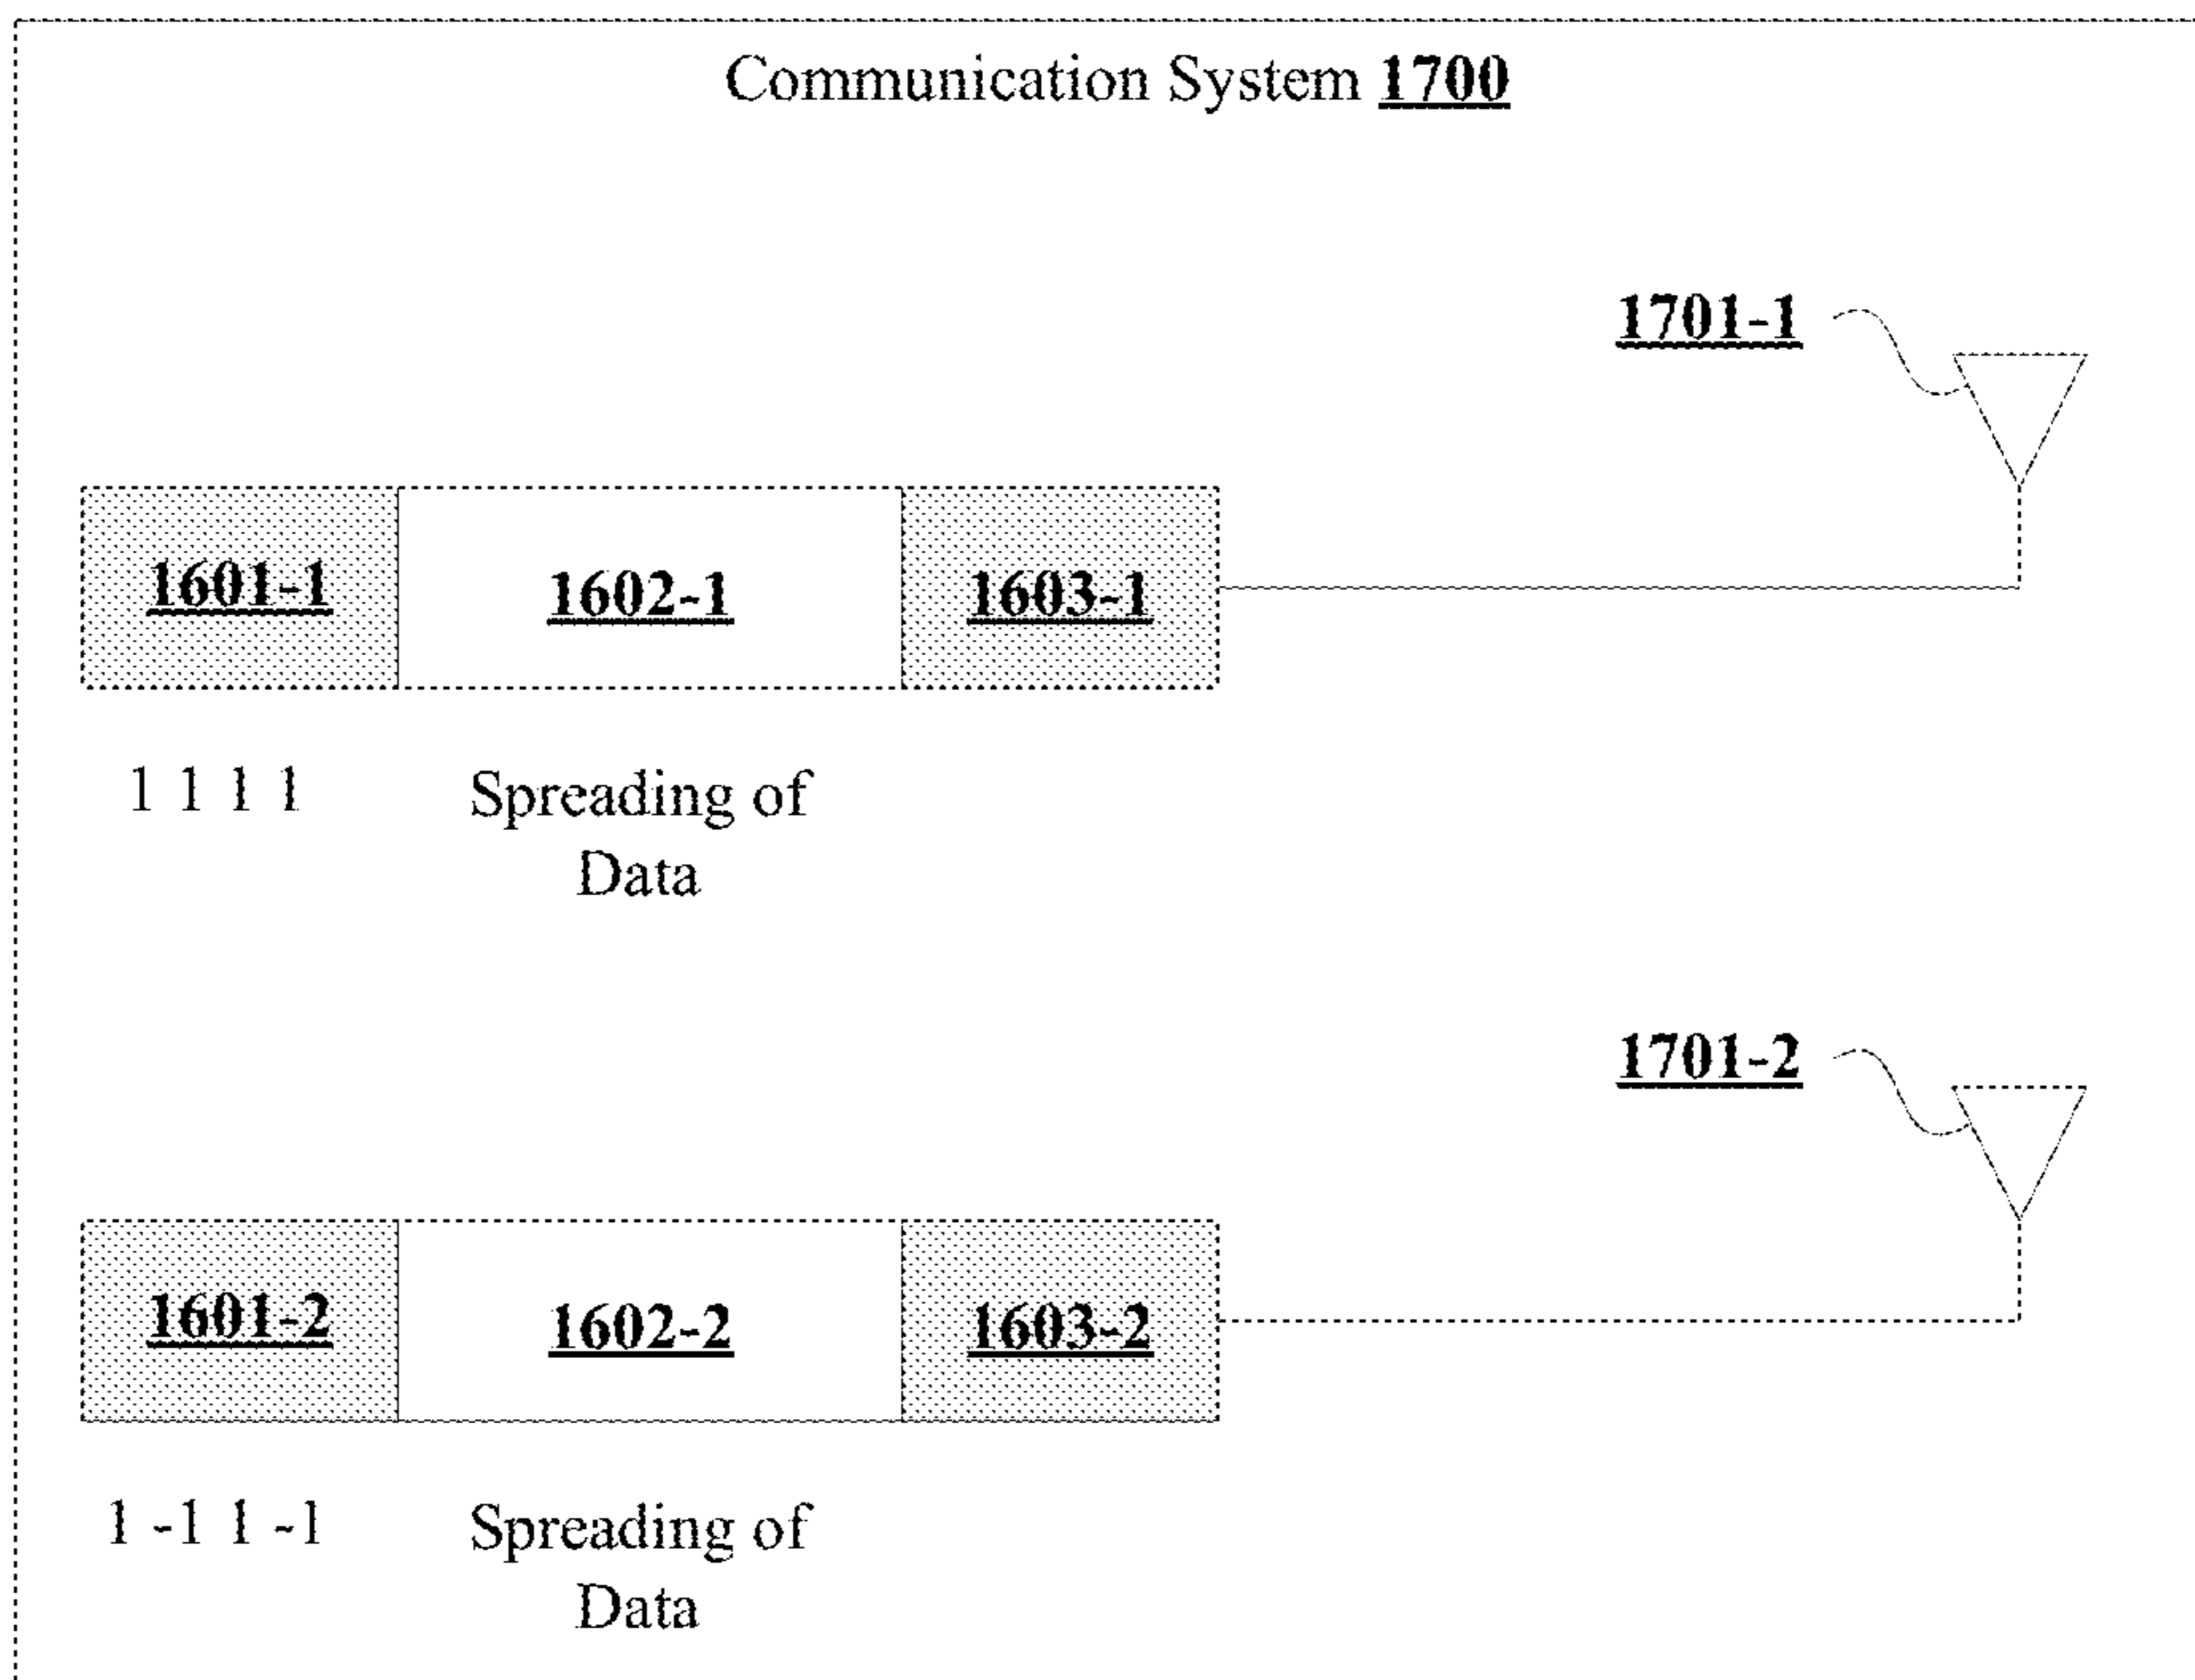 Communication System 1700
1701-1
1601-1 1602-1 1603-1
1 1 1 1 Spreading of
Data
1701-2
1601-2 1602-2 1603-2
1 -1 1 -1 Spreading of
Data